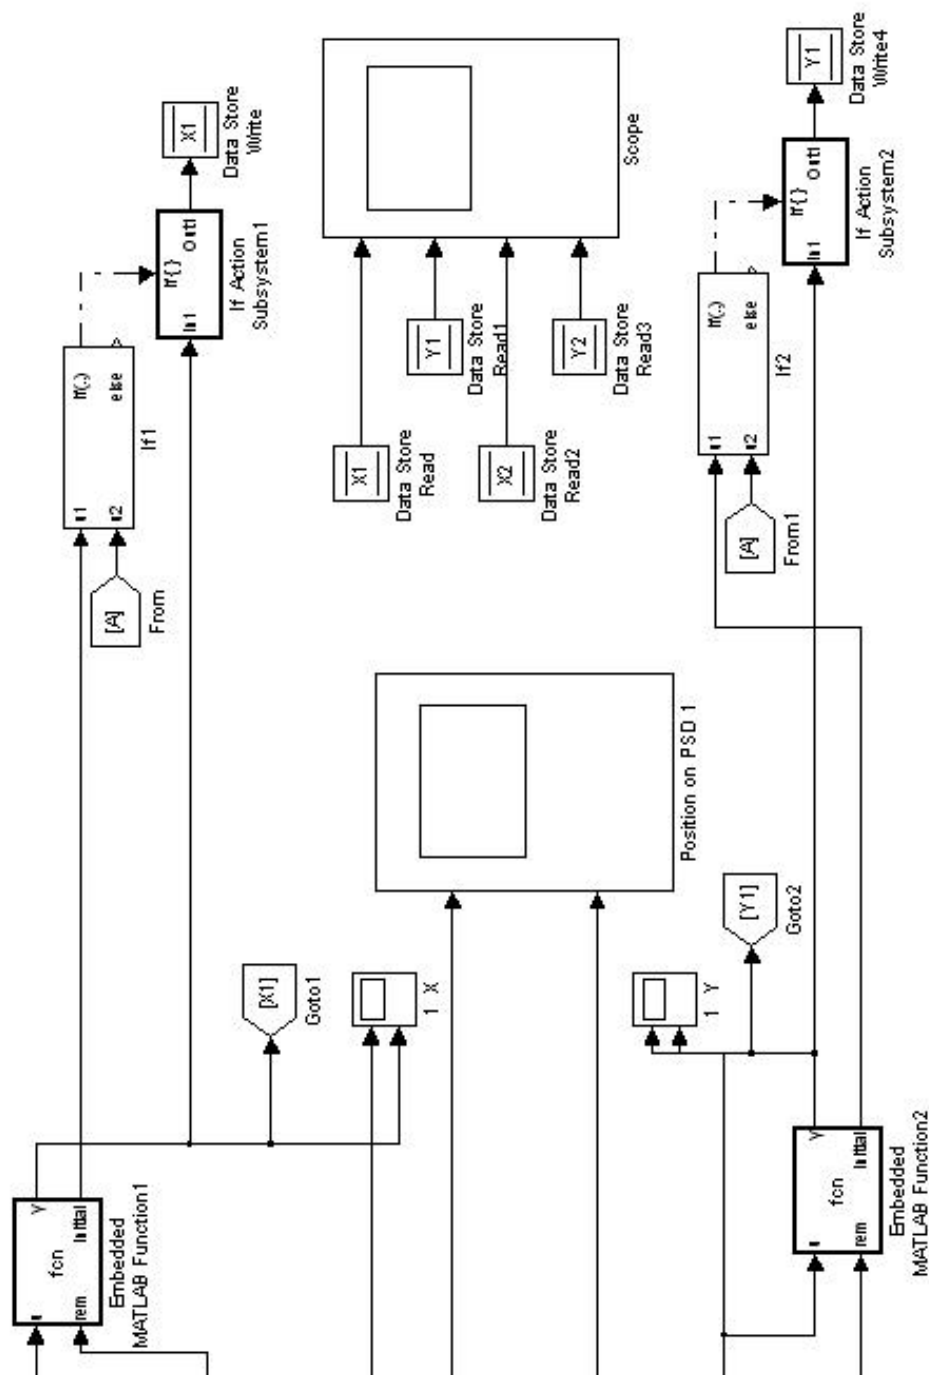 u
rem
fcn
y
Initial
Embedded
MATLAB Function1
[A]
From
u1
u2
if(..)
else
If1
In1
if{}
Out1
If Action
Subsystem1
X1
Data Store
Write
[X1]
Goto1
1 X
X1
Data Store
Read
Y1
Data Store
Read1
X2
Data Store
Read2
Y2
Data Store
Read3
Scope
Position on PSD 1
1 Y
[Y1]
Goto2
[A]
From1
u1
u2
if(..)
else
If2
In1
if{}
Out1
If Action
Subsystem2
Y1
Data Store
Write4
u
rem
fcn
y
Initial
Embedded
MATLAB Function2